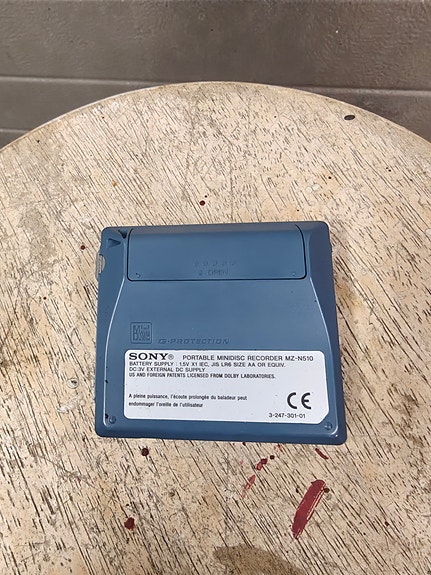 OPEN
G-PROTECTION
SONY® PORTABLE MINIDISC RECORDER MZ-N510
BATTERY SUPPLY : 1.5V X1 IEC, JIS LR6 SIZE AA OR EQUIV.
DC 3V EXTERNAL DC SUPPLY
US AND FOREIGN PATENTS LICENSED FROM DOLBY LABORATORIES.
A pleine puissance, l'écoute prolongée du baladeur peut
endommager l'oreille de l'utilisateur
CE
3-247-301-01